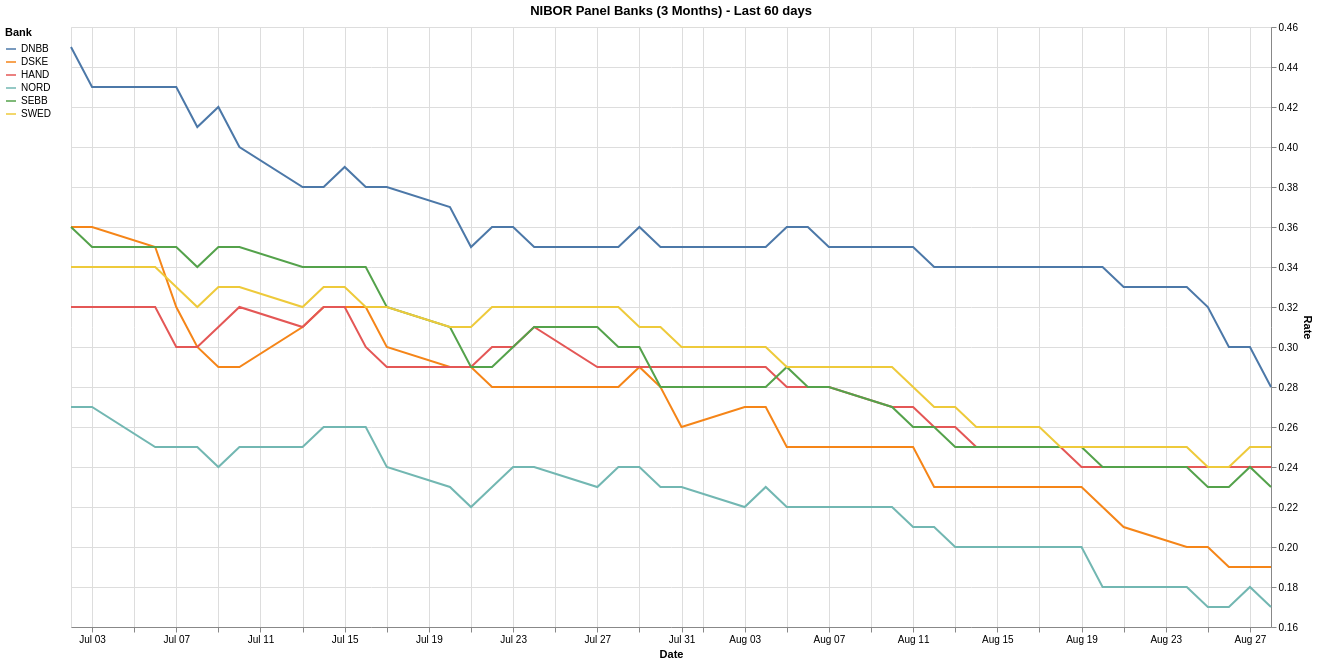 NIBOR Panel Banks (3 Months) - Last 60 days
Bank
DNBB
DSKE
HAND
NORD
SEBB
SWED
0.46
0.44
0.42
0.40
0.38
0.36
0.34
0.32
0.30
0.28
0.26
0.24
0.22
0.20
0.18
0.16
Rate
Jul 03 Jul 07 Jul 11 Jul 15 Jul 19 Jul 23 Jul 27 Jul 31 Aug 03 Aug 07 Aug 11 Aug 15 Aug 19 Aug 23 Aug 27
Date